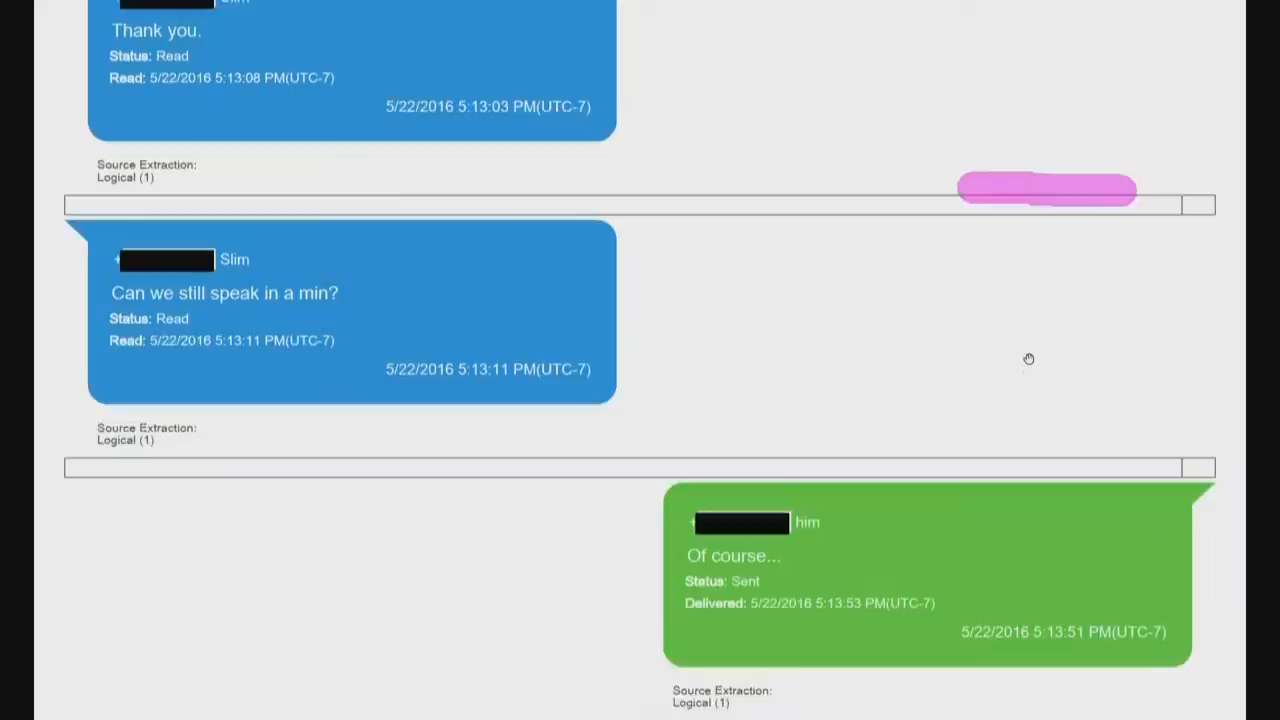 Thank you.
Status: Read
Read: 5/22/2016 5:13:08 PM(UTC-7)
5/22/2016 5:13:03 PM(UTC-7)
Source Extraction:
Logical (1)
Slim
Can we still speak in a min?
Status: Read
Read: 5/22/2016 5:13:11 PM(UTC-7)
5/22/2016 5:13:11 PM(UTC-7)
Source Extraction:
Logical (1)
him
Of course...
Status: Sent
Delivered: 5/22/2016 5:13:53 PM(UTC-7)
5/22/2016 5:13:51 PM(UTC-7)
Source Extraction:
Logical (1)